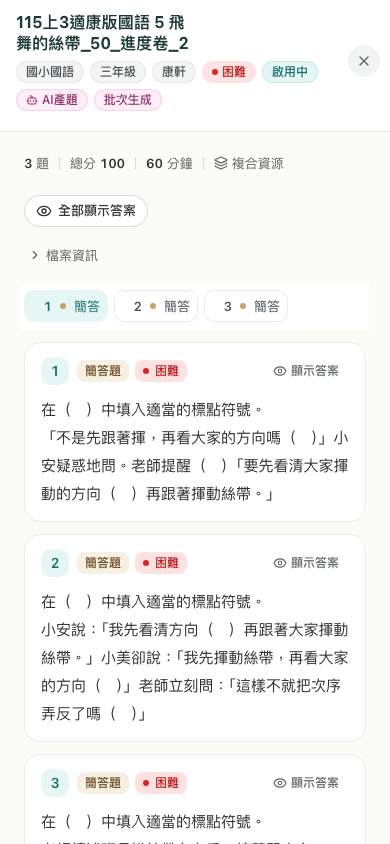 115上3適康版國語 5 飛
舞的絲帶_50_進度卷_2
國小國語 三年級 康軒 困難 啟用中
AI產題 批次生成
3 題 總分 100 60 分鐘 複合資源
全部顯示答案
檔案資訊
1 簡答 2 簡答 3 簡答
1 簡答題 困難 顯示答案
在（　）中填入適當的標點符號。
「不是先跟著揮，再看大家的方向嗎（　）」小
安疑惑地問。老師提醒（　）「要先看清大家揮
動的方向（　）再跟著揮動絲帶。」
2 簡答題 困難 顯示答案
在（　）中填入適當的標點符號。
小安說：「我先看清方向（　）再跟著大家揮動
絲帶。」小美卻說：「我先揮動絲帶，再看大家
的方向（　）」老師立刻問：「這樣不就把次序
弄反了嗎（　）」
3 簡答題 困難 顯示答案
在（　）中填入適當的標點符號。